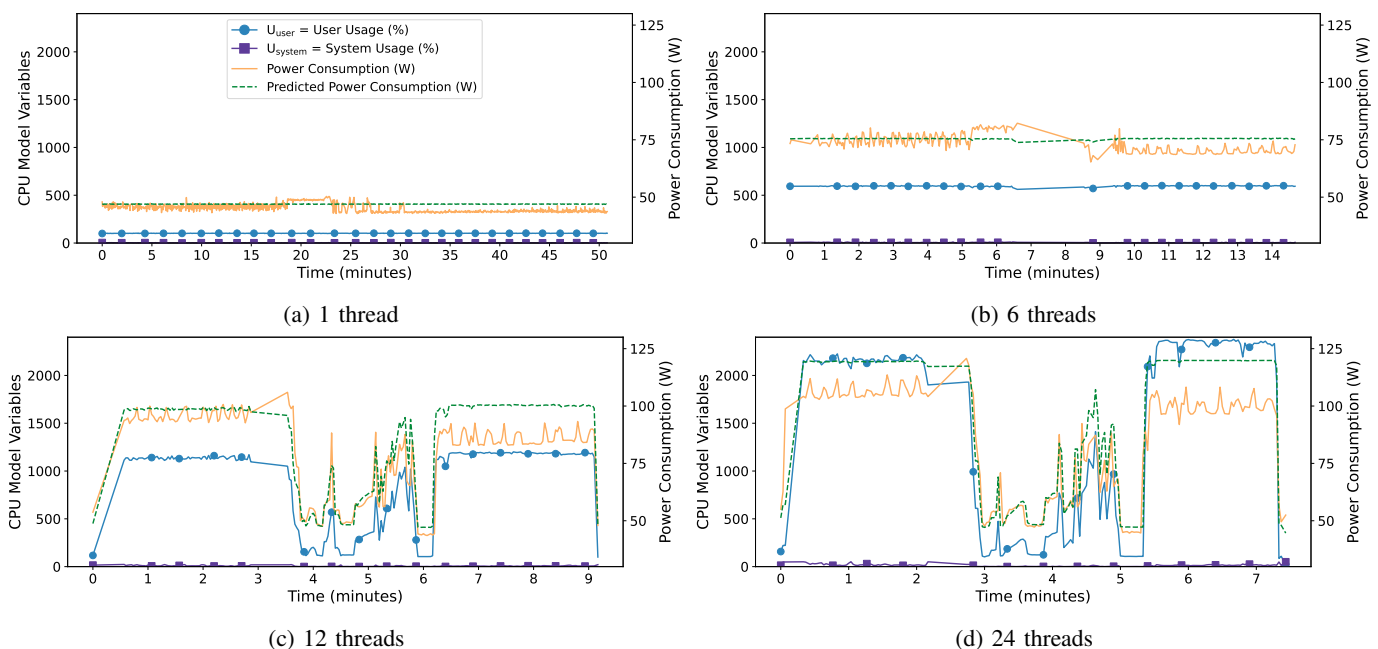 U_user = User Usage (%)
U_system = System Usage (%)
Power Consumption (W)
Predicted Power Consumption (W)
CPU Model Variables
2000
1500
1000
500
0
125
100
75
50
Power Consumption (W)
0 5 10 15 20 25 30 35 40 45 50
Time (minutes)
(a) 1 thread
CPU Model Variables
2000
1500
1000
500
0
125
100
75
50
Power Consumption (W)
0 1 2 3 4 5 6 7 8 9 10 11 12 13 14
Time (minutes)
(b) 6 threads
CPU Model Variables
2000
1500
1000
500
0
125
100
75
50
Power Consumption (W)
0 1 2 3 4 5 6 7 8 9
Time (minutes)
(c) 12 threads
CPU Model Variables
2000
1500
1000
500
0
125
100
75
50
Power Consumption (W)
0 1 2 3 4 5 6 7
Time (minutes)
(d) 24 threads